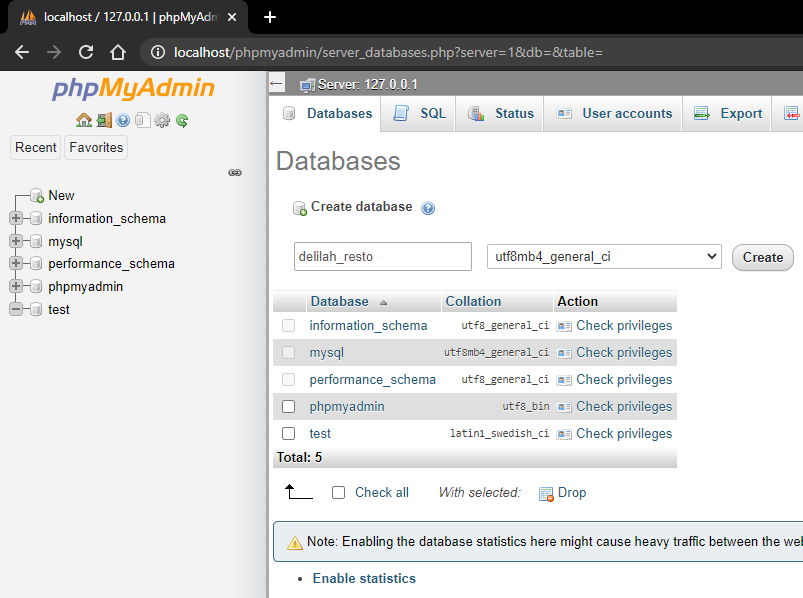 localhost / 127.0.0.1 | phpMyAdm
localhost/phpmyadmin/server_databases.php?server=1&db=&table=
phpMyAdmin
Recent
Favorites
New
information_schema
mysql
performance_schema
phpmyadmin
test
Server: 127.0.0.1
Databases
SQL
Status
User accounts
Export
Databases
Create database
delilah_resto
utf8mb4_general_ci
Create
Database Collation Action
information_schema utf8_general_ci Check privileges
mysql utf8mb4_general_ci Check privileges
performance_schema utf8_general_ci Check privileges
phpmyadmin utf8_bin Check privileges
test latin1_swedish_ci Check privileges
Total: 5
Check all With selected: Drop
Note: Enabling the database statistics here might cause heavy traffic between the web
Enable statistics